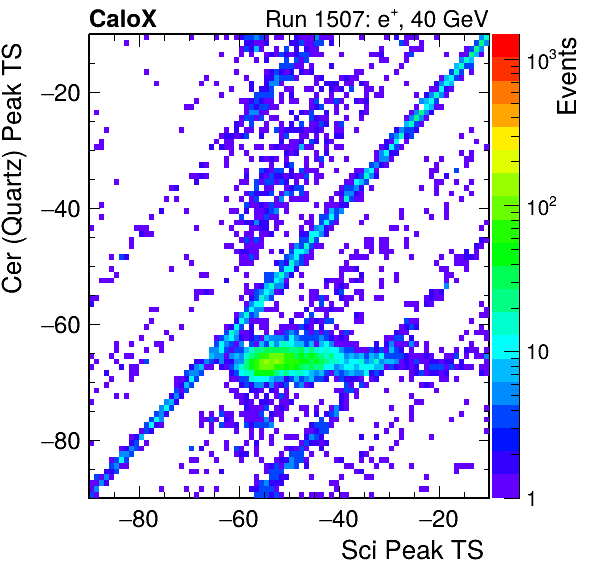 CaloX
Run 1507: e⁺, 40 GeV
Cer (Quartz) Peak TS
−20
−40
−60
−80
−80
−60
−40
−20
Sci Peak TS
10³
10²
10
1
Events